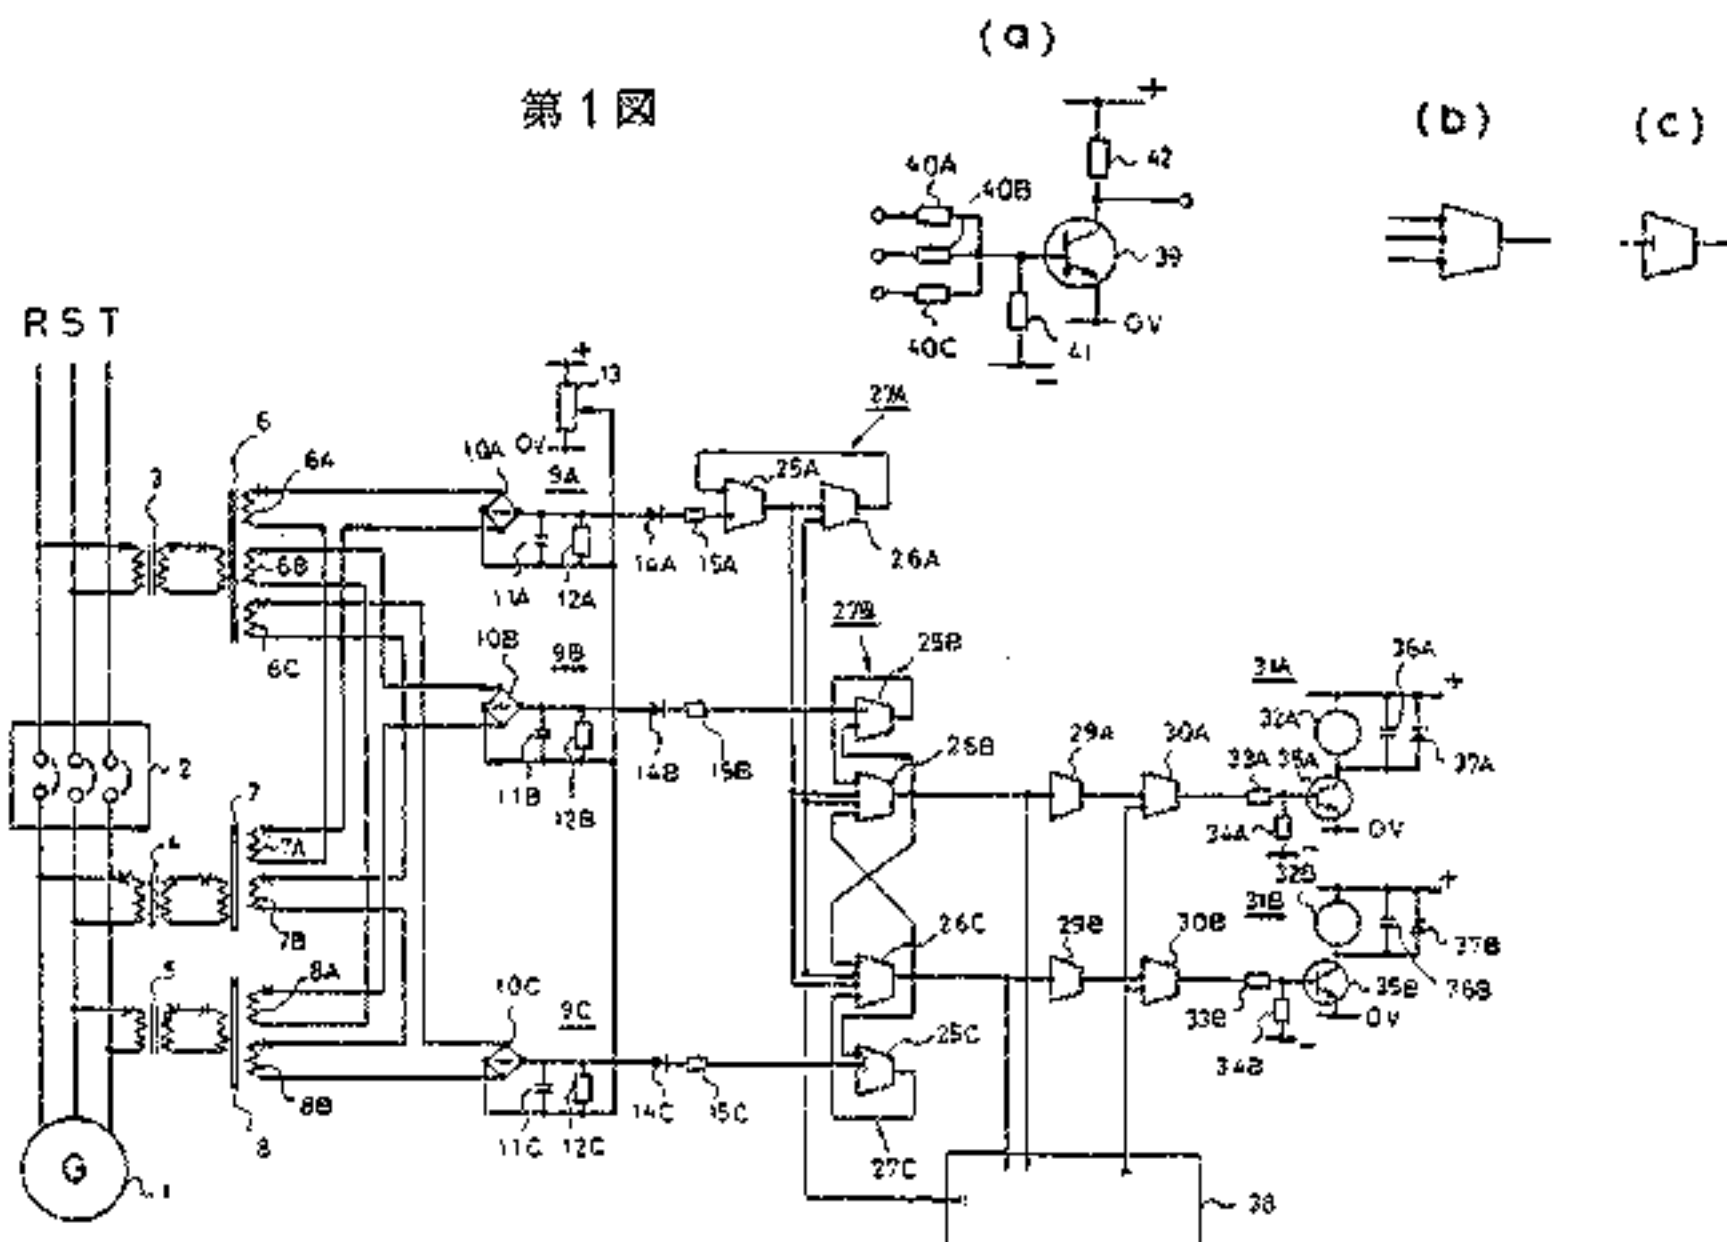 (a)
第1図
+
(b)
(c)
42
40A
40B
39
0V
40C
41
−
R S T
+
13
27A
6
6A
10A
0V
9A
25A
3
6B
11A
12A
14A
15A
26A
27B
6C
10B
9B
25B
31A
36A
+
2
26B
29A
30A
32A
7
11B
12B
14B
15B
33A
35A
37A
4
7A
34A
0V
−
32B
+
7B
26C
29B
30B
31B
37B
5
8A
10C
9C
33B
35B
36B
25C
34B
−
0V
8B
11C
12C
14C
15C
27C
8
G
1
38